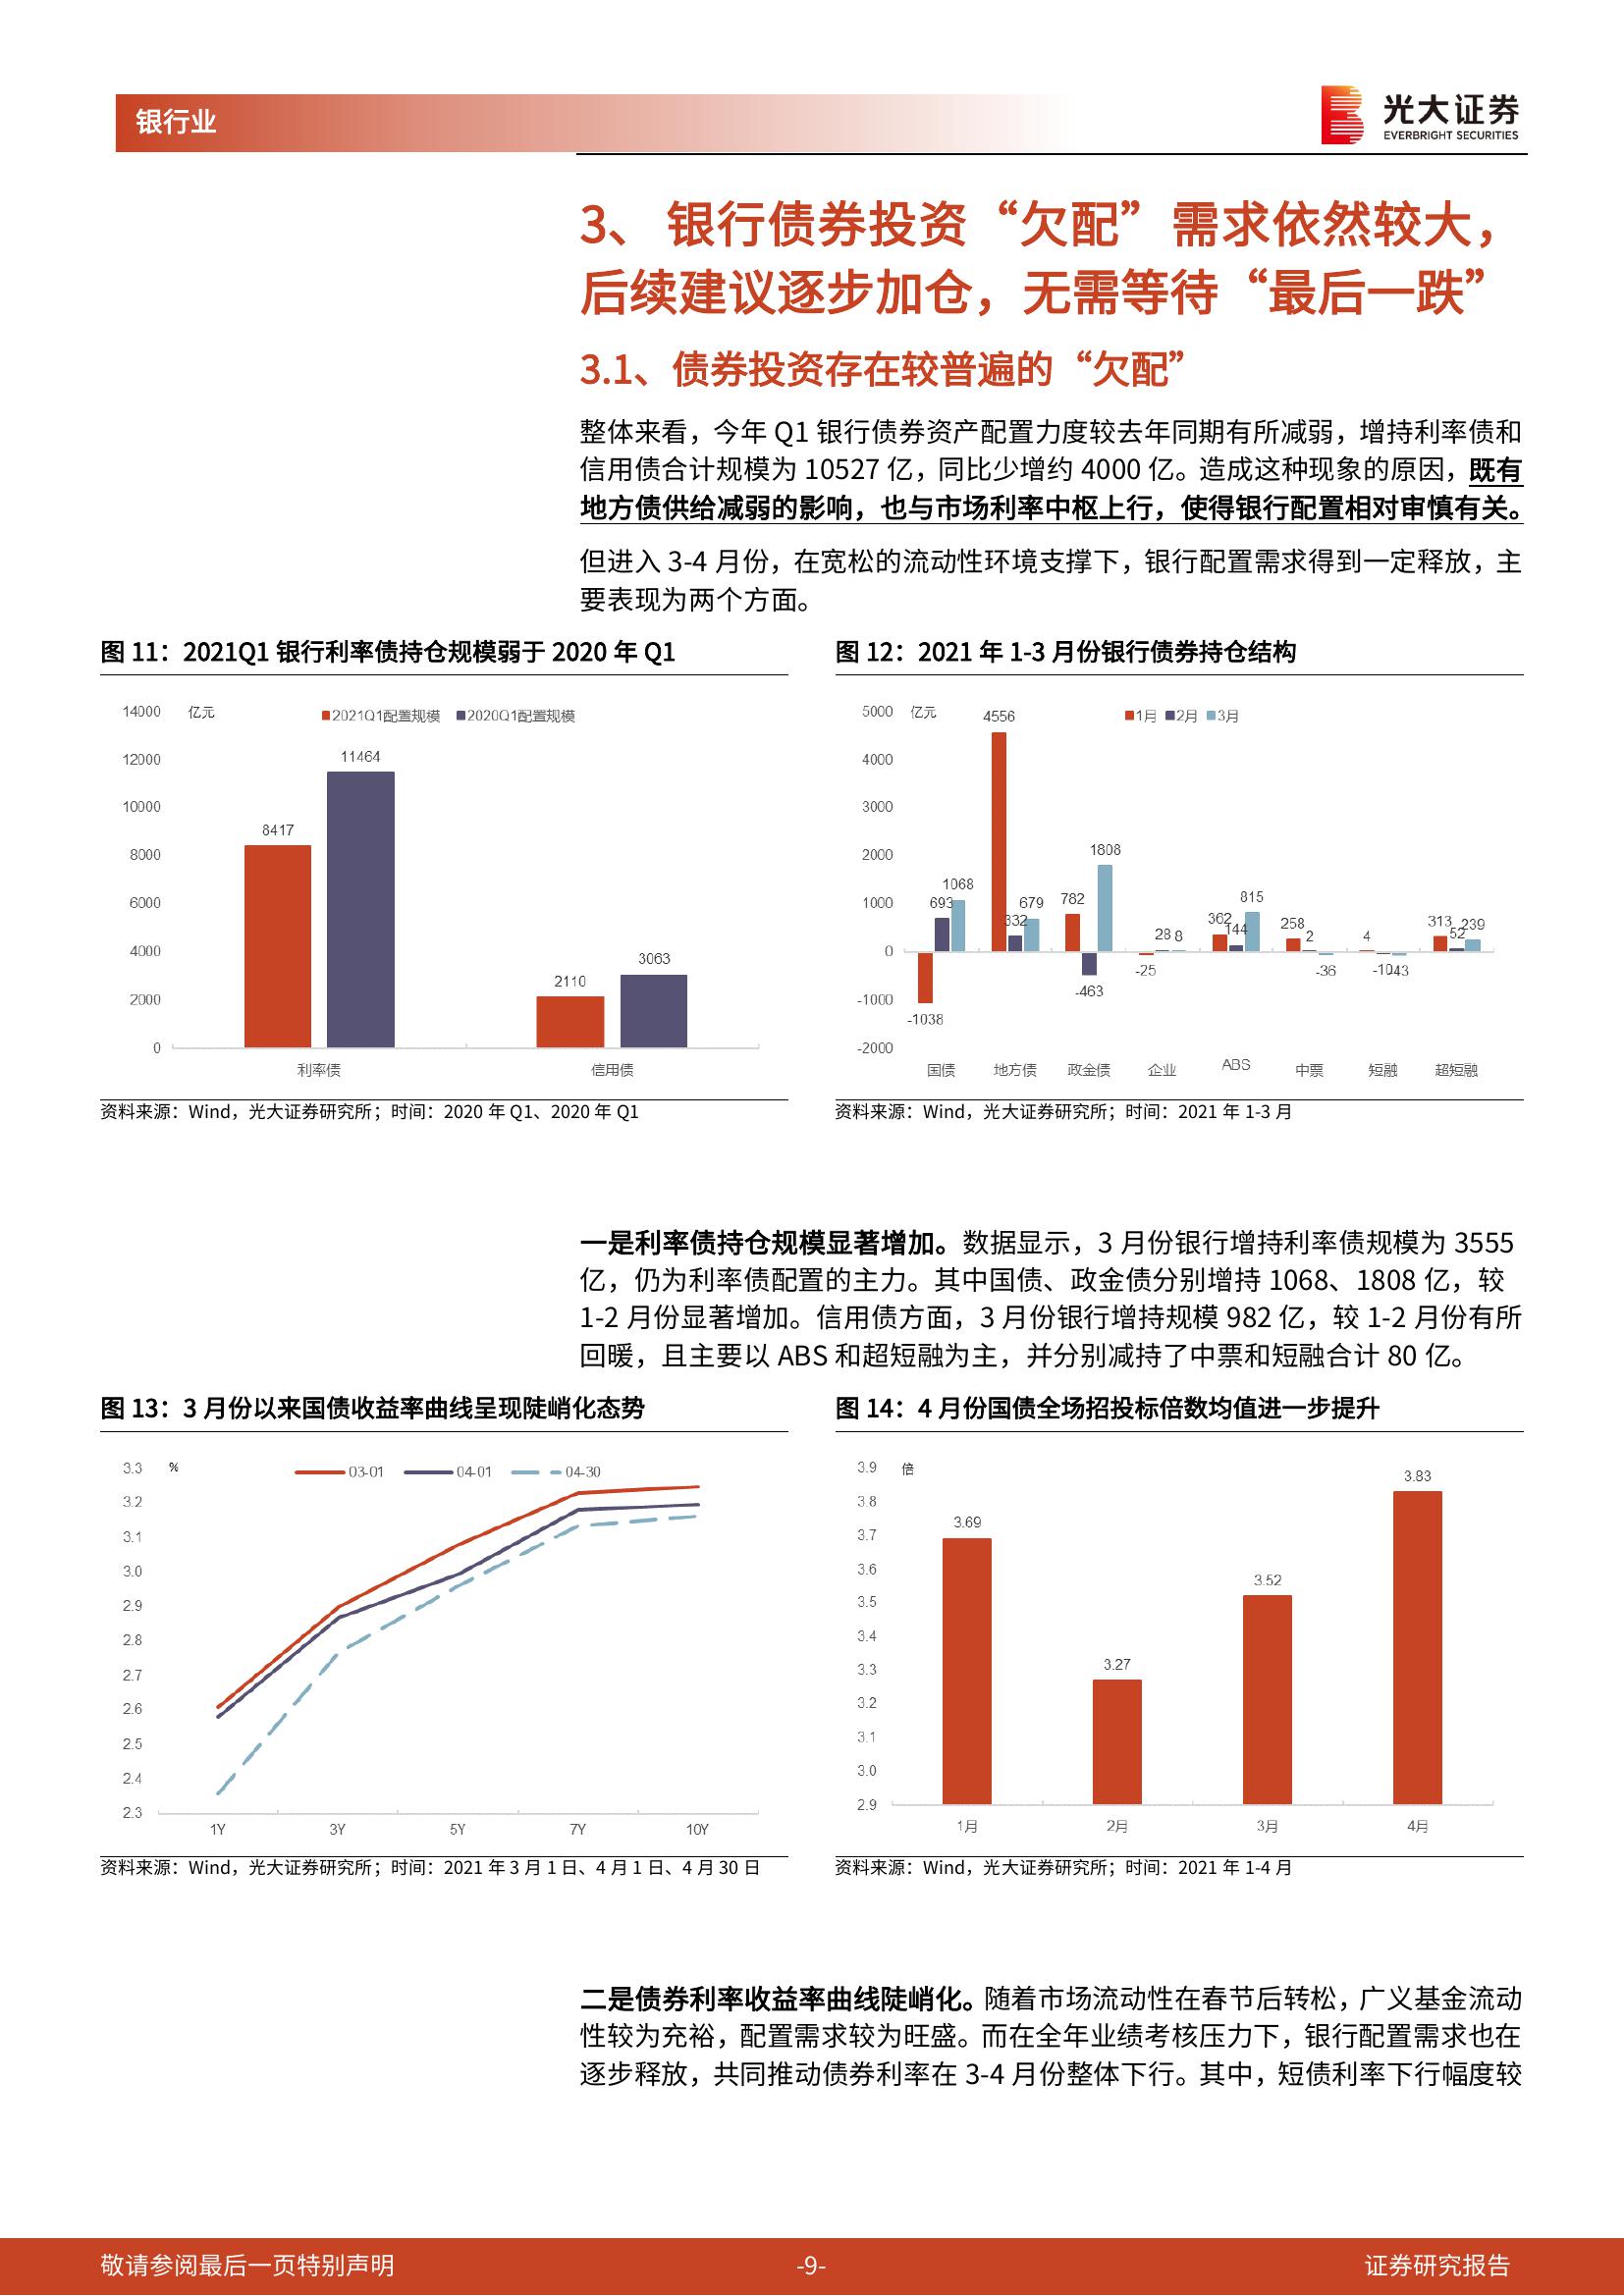 银行业
光大证券
EVERBRIGHT SECURITIES
3、 银行债券投资“欠配”需求依然较大，
后续建议逐步加仓，无需等待“最后一跌”
3.1、债券投资存在较普遍的“欠配”
整体来看，今年 Q1 银行债券资产配置力度较去年同期有所减弱，增持利率债和
信用债合计规模为 10527 亿，同比少增约 4000 亿。造成这种现象的原因，既有
地方债供给减弱的影响，也与市场利率中枢上行，使得银行配置相对审慎有关。
但进入 3-4 月份，在宽松的流动性环境支撑下，银行配置需求得到一定释放，主
要表现为两个方面。
图 11：2021Q1 银行利率债持仓规模弱于 2020 年 Q1
14000
亿元
2021Q1配置规模
2020Q1配置规模
12000
10000
8000
6000
4000
2000
0
8417
11464
2110
3063
利率债
信用债
资料来源：Wind，光大证券研究所；时间：2020 年 Q1、2020 年 Q1
图 12：2021 年 1-3 月份银行债券持仓结构
5000
亿元
1月
2月
3月
4000
3000
2000
1000
0
-1000
-2000
-1038
693
1068
4556
332
679
782
-463
1808
-25
28
8
362
144
815
258
2
-36
4
-10
-43
313
52
239
国债
地方债
政金债
企业
ABS
中票
短融
超短融
资料来源：Wind，光大证券研究所；时间：2021 年 1-3 月
一是利率债持仓规模显著增加。数据显示，3 月份银行增持利率债规模为 3555
亿，仍为利率债配置的主力。其中国债、政金债分别增持 1068、1808 亿，较
1-2 月份显著增加。信用债方面，3 月份银行增持规模 982 亿，较 1-2 月份有所
回暖，且主要以 ABS 和超短融为主，并分别减持了中票和短融合计 80 亿。
图 13：3 月份以来国债收益率曲线呈现陡峭化态势
3.3
%
03-01
04-01
04-30
3.2
3.1
3.0
2.9
2.8
2.7
2.6
2.5
2.4
2.3
1Y
3Y
5Y
7Y
10Y
资料来源：Wind，光大证券研究所；时间：2021 年 3 月 1 日、4 月 1 日、4 月 30 日
图 14：4 月份国债全场招投标倍数均值进一步提升
3.9
倍
3.8
3.7
3.6
3.5
3.4
3.3
3.2
3.1
3.0
2.9
3.69
3.27
3.52
3.83
1月
2月
3月
4月
资料来源：Wind，光大证券研究所；时间：2021 年 1-4 月
二是债券利率收益率曲线陡峭化。随着市场流动性在春节后转松，广义基金流动
性较为充裕，配置需求较为旺盛。而在全年业绩考核压力下，银行配置需求也在
逐步释放，共同推动债券利率在 3-4 月份整体下行。其中，短债利率下行幅度较
敬请参阅最后一页特别声明
-9-
证券研究报告